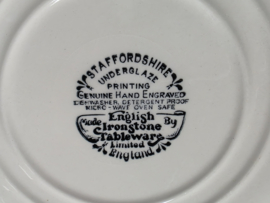 STAFFORDSHIRE
UNDERGLAZE
PRINTING
GENUINE HAND ENGRAVED
DISHWASHER DETERGENT PROOF
MICRO-WAVE OVEN SAFE
Made English By
Ironstone
Tableware
Limited
England